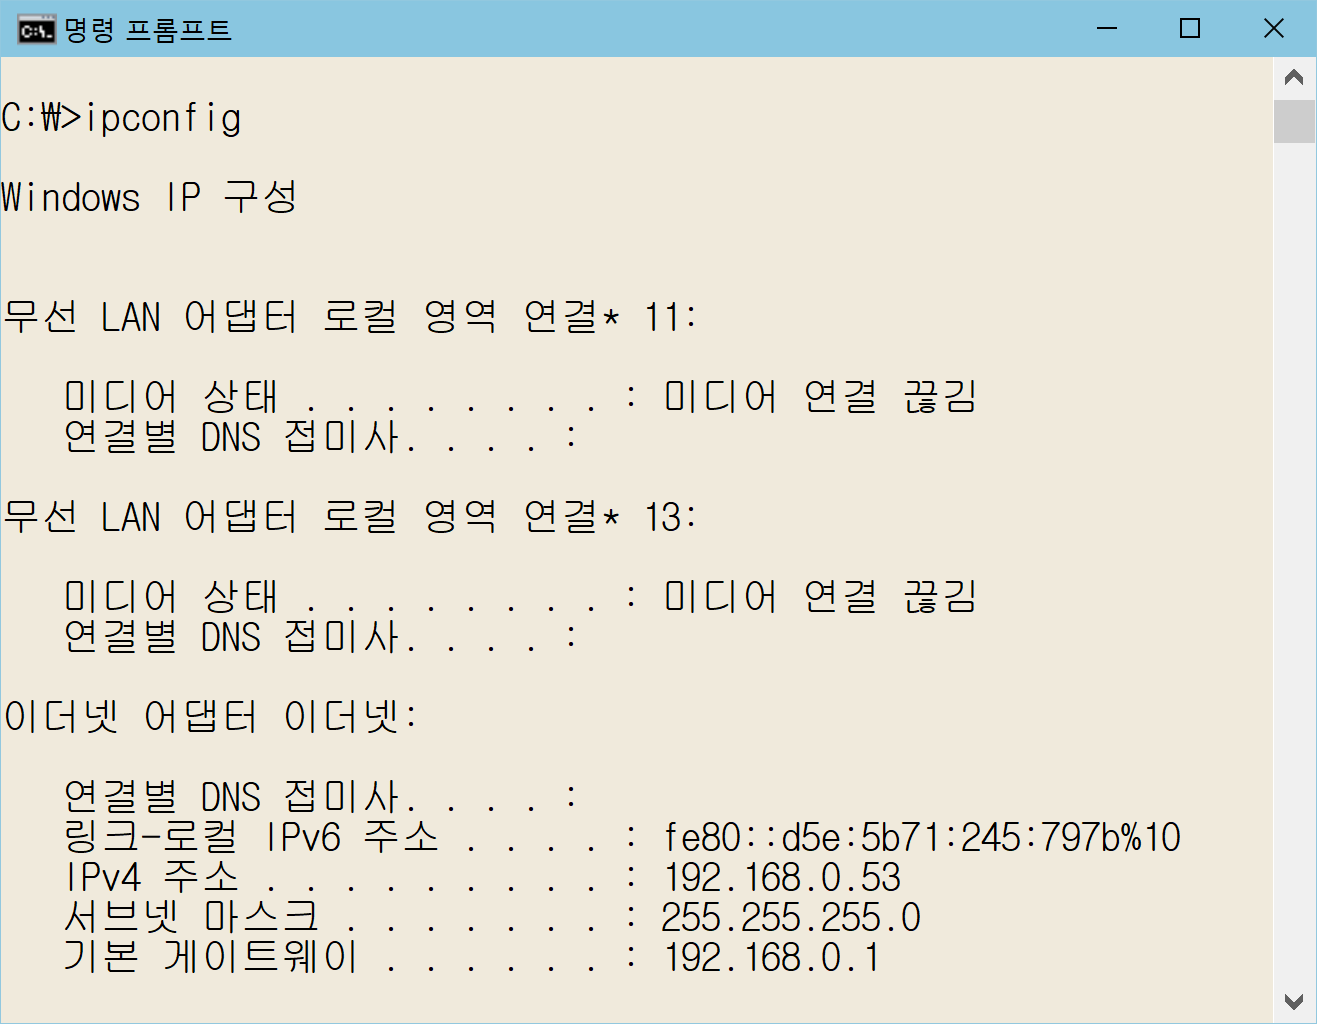 명령 프롬프트
C:₩>ipconfig
Windows IP 구성
무선 LAN 어댑터 로컬 영역 연결* 11:
미디어 상태 . . . . . . . . : 미디어 연결 끊김
연결별 DNS 접미사. . . . :
무선 LAN 어댑터 로컬 영역 연결* 13:
미디어 상태 . . . . . . . . : 미디어 연결 끊김
연결별 DNS 접미사. . . . :
이더넷 어댑터 이더넷:
연결별 DNS 접미사. . . . :
링크-로컬 IPv6 주소 . . . . : fe80::d5e:5b71:245:797b%10
IPv4 주소 . . . . . . . . . : 192.168.0.53
서브넷 마스크 . . . . . . . : 255.255.255.0
기본 게이트웨이 . . . . . . : 192.168.0.1